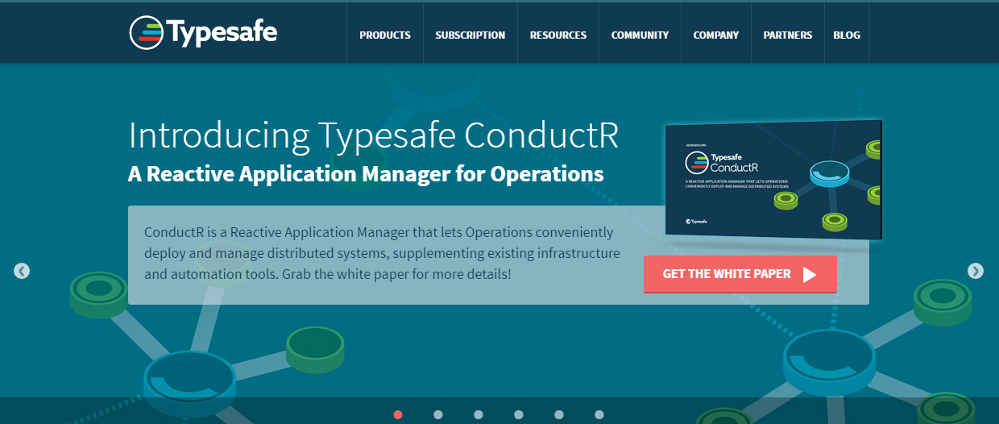 Typesafe
PRODUCTS
SUBSCRIPTION
RESOURCES
COMMUNITY
COMPANY
PARTNERS
BLOG
Introducing Typesafe ConductR
A Reactive Application Manager for Operations
INTRODUCING
Typesafe
ConductR
A REACTIVE APPLICATION MANAGER THAT LETS OPERATIONS
CONVENIENTLY DEPLOY AND MANAGE DISTRIBUTED SYSTEMS
Typesafe
ConductR is a Reactive Application Manager that lets Operations conveniently
deploy and manage distributed systems, supplementing existing infrastructure
and automation tools. Grab the white paper for more details!
GET THE WHITE PAPER